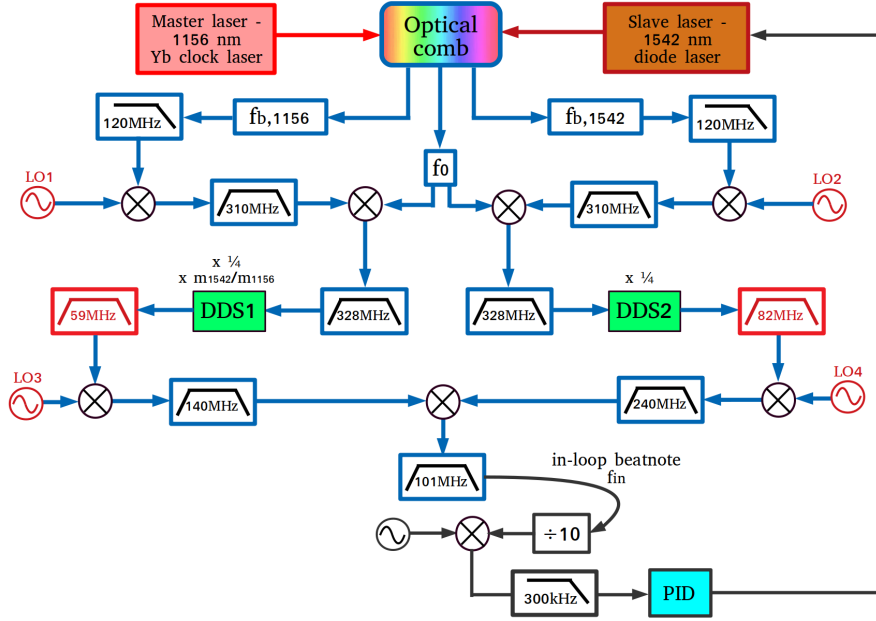 Master laser -
1156 nm
Yb clock laser
Optical
comb
Slave laser -
1542 nm
diode laser
120MHz
fb,1156
fb,1542
120MHz
f0
LO1
310MHz
310MHz
LO2
x ¼
x m1542/m1156
x ¼
59MHz
DDS1
328MHz
328MHz
DDS2
82MHz
LO3
140MHz
240MHz
LO4
101MHz
in-loop beatnote
fin
÷10
300kHz
PID